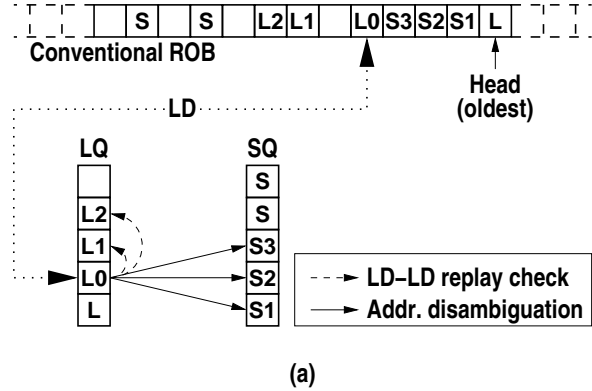 S S L2 L1 L0 S3 S2 S1 L
Conventional ROB
Head
(oldest)
LD
LQ SQ
S
L2 S
L1 S3
L0 S2
L S1
LD–LD replay check
Addr. disambiguation
(a)